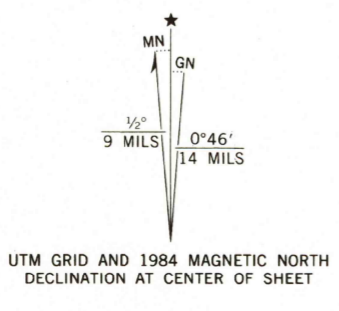 ★
MN
GN
½°
9 MILS
0°46′
14 MILS
UTM GRID AND 1984 MAGNETIC NORTH
DECLINATION AT CENTER OF SHEET